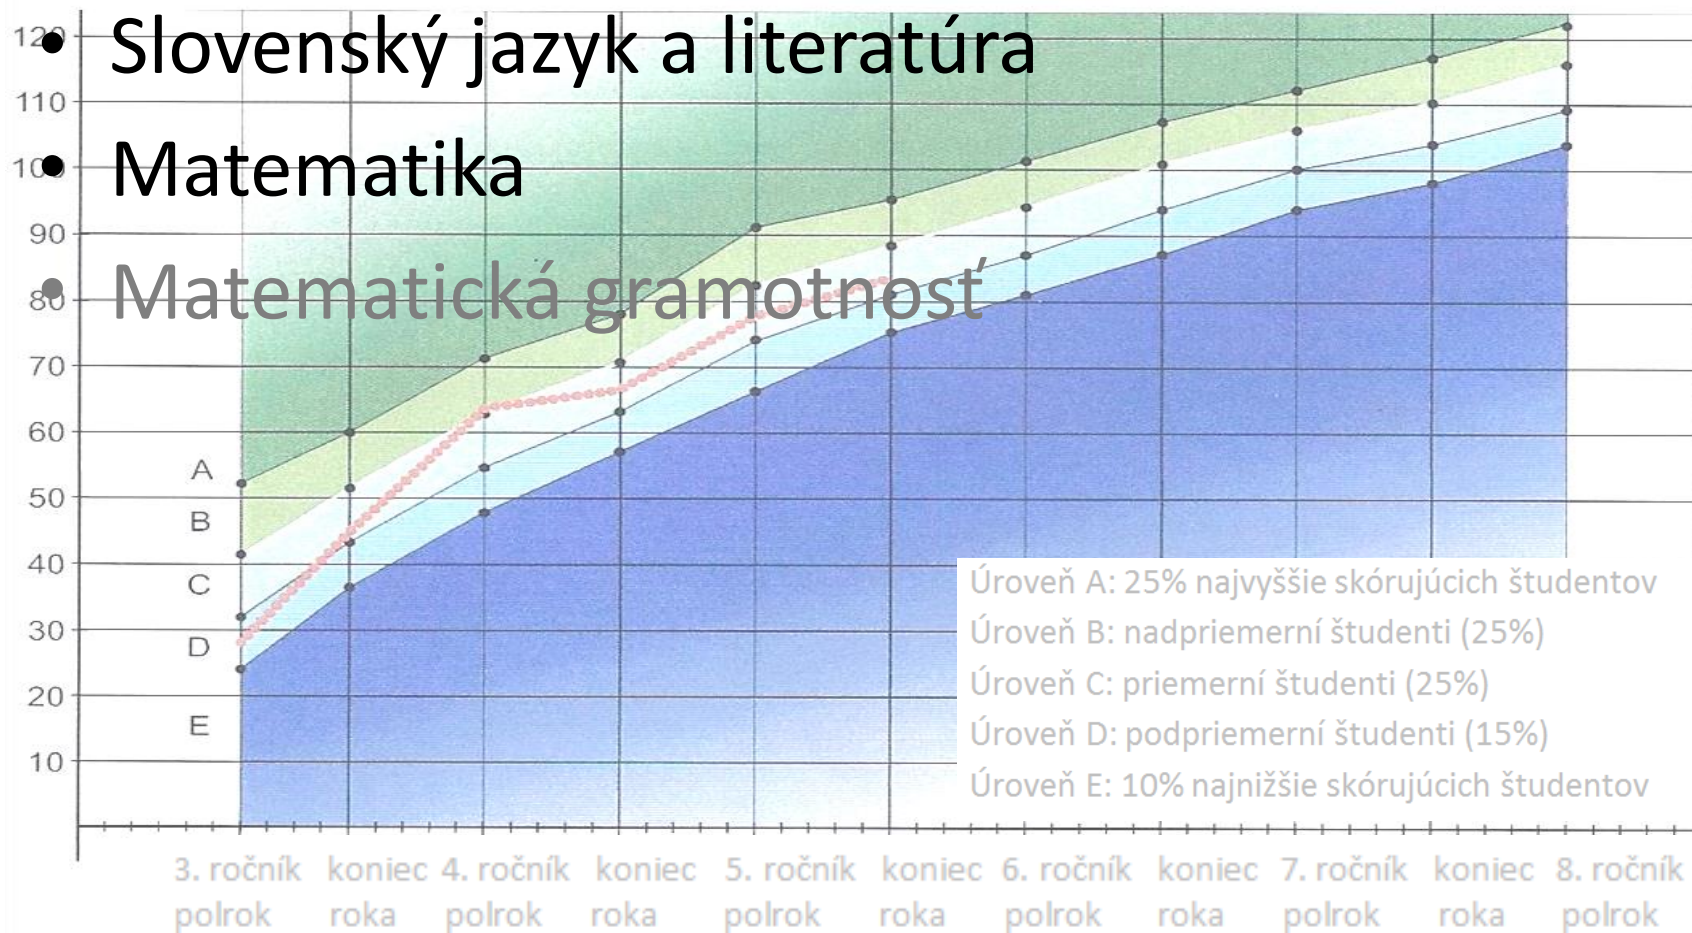 • Slovenský jazyk a literatúra
• Matematika
• Matematická gramotnosť
120
110
100
90
80
70
60
50
40
30
20
10
A
B
C
D
E
Úroveň A: 25% najvyššie skórujúcich študentov
Úroveň B: nadpriemerní študenti (25%)
Úroveň C: priemerní študenti (25%)
Úroveň D: podpriemerní študenti (15%)
Úroveň E: 10% najnižšie skórujúcich študentov
3. ročník koniec 4. ročník koniec 5. ročník koniec 6. ročník koniec 7. ročník koniec 8. ročník
polrok roka polrok roka polrok roka polrok roka polrok roka polrok